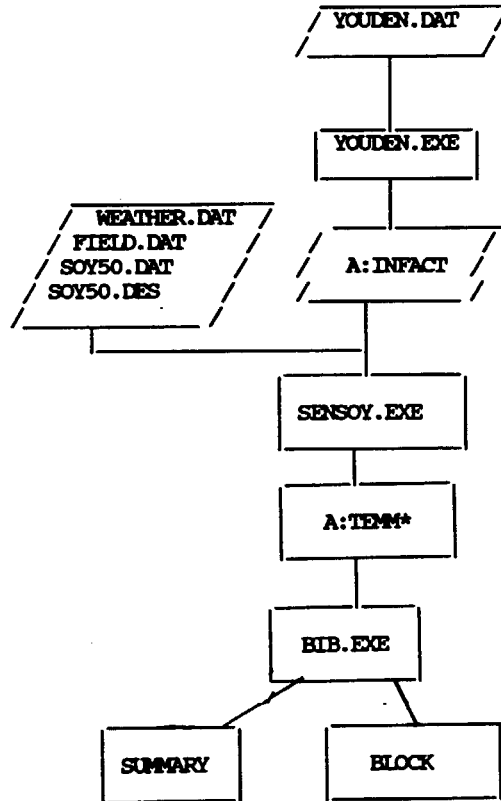 YOUDEN.DAT
YOUDEN.EXE
WEATHER.DAT
FIELD.DAT
SOY50.DAT
SOY50.DES
A:INFACT
SENSOY.EXE
A:TEMM*
BIB.EXE
SUMMARY
BLOCK